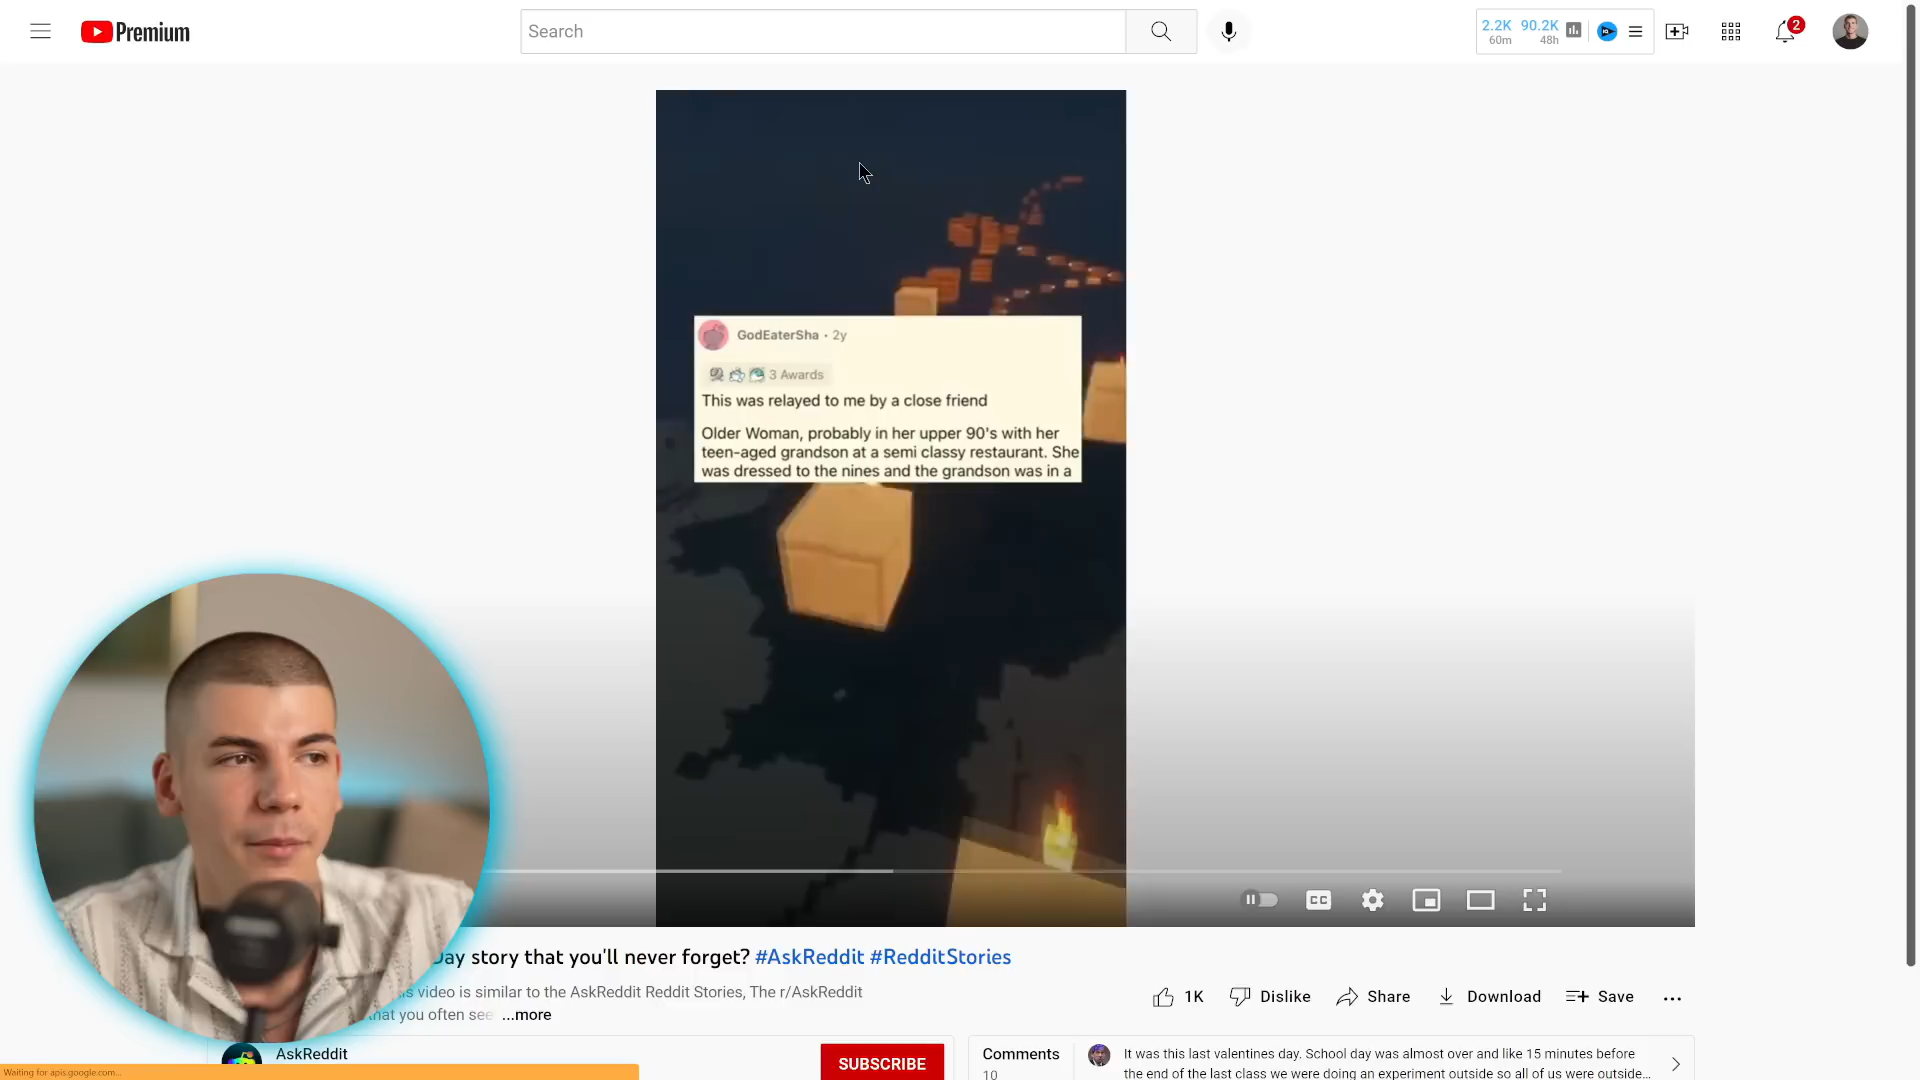 Premium
Search
2.2K 90.2K
60m 48h
2
GodEaterSha • 2y
3 Awards
This was relayed to me by a close friend
Older Woman, probably in her upper 90's with her
teen-aged grandson at a semi classy restaurant. She
was dressed to the nines and the grandson was in a
CC
Day story that you'll never forget? #AskReddit #RedditStories
video is similar to the AskReddit Reddit Stories, The r/AskReddit
that you often see ...more
1K Dislike Share Download Save
AskReddit
SUBSCRIBE
Comments
10
It was this last valentines day. School day was almost over and like 15 minutes before
the end of the last class we were doing an experiment outside so all of us were outside...
Waiting for apis.google.com...